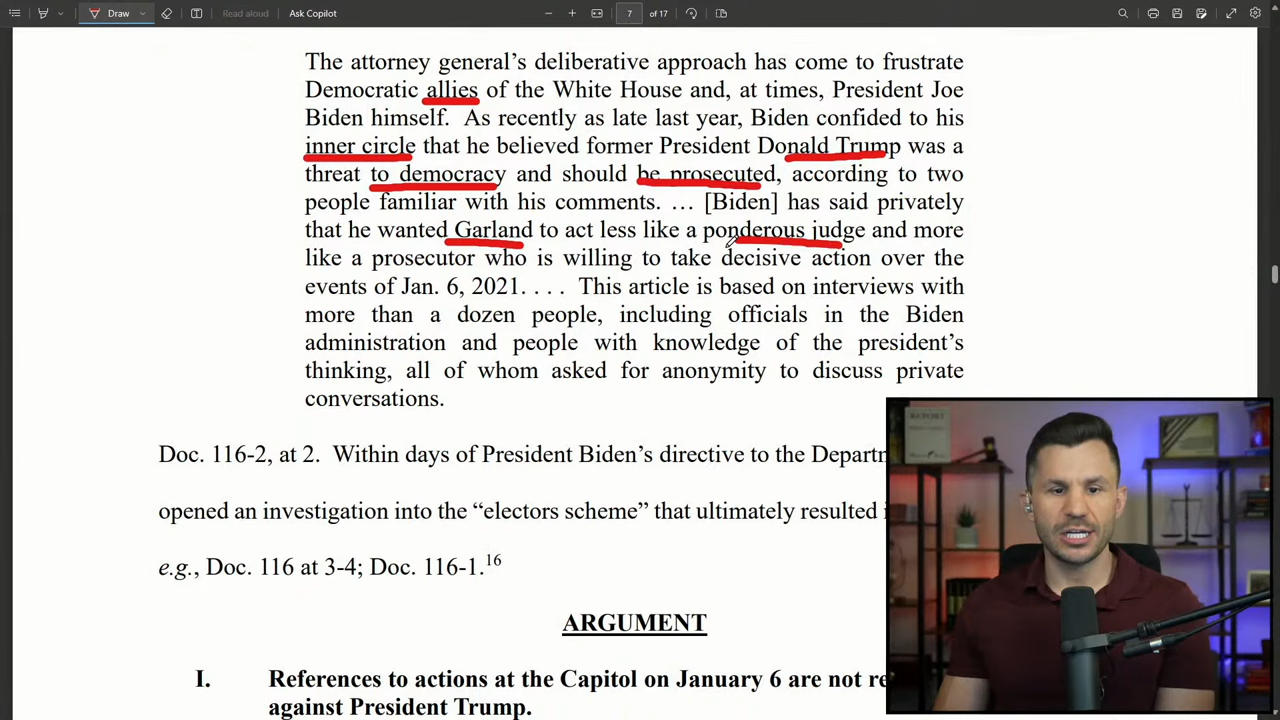 Draw
Read aloud
Ask Copilot
7
of 17
The attorney general’s deliberative approach has come to frustrate
Democratic allies of the White House and, at times, President Joe
Biden himself. As recently as late last year, Biden confided to his
inner circle that he believed former President Donald Trump was a
threat to democracy and should be prosecuted, according to two
people familiar with his comments. … [Biden] has said privately
that he wanted Garland to act less like a ponderous judge and more
like a prosecutor who is willing to take decisive action over the
events of Jan. 6, 2021. . . . This article is based on interviews with
more than a dozen people, including officials in the Biden
administration and people with knowledge of the president’s
thinking, all of whom asked for anonymity to discuss private
conversations.
Doc. 116-2, at 2. Within days of President Biden’s directive to the
opened an investigation into the “electors scheme” that ultimately resulted
e.g., Doc. 116 at 3-4; Doc. 116-1.16
ARGUMENT
I. References to actions at the Capitol on January 6 are not
against President Trump.